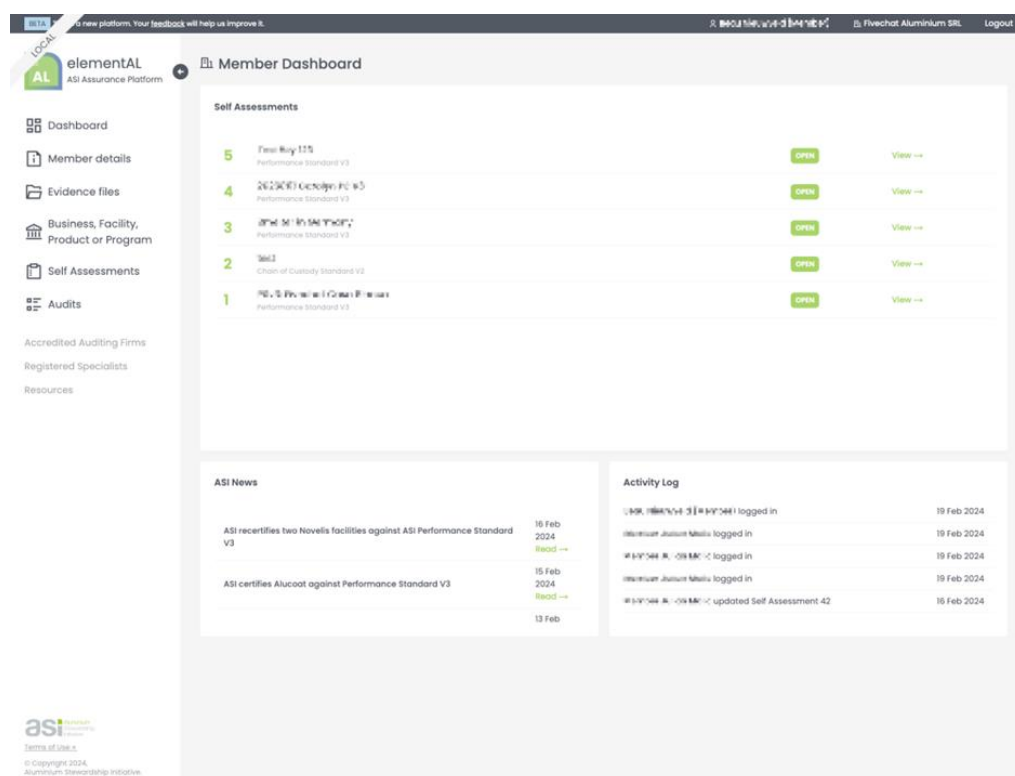 BETA a new platform. Your feedback will help us improve it.
Fivechat Aluminium SRL
Logout
LOCAL
AL
elementAL
ASI Assurance Platform
Member Dashboard
Dashboard
Member details
Evidence files
Business, Facility,
Product or Program
Self Assessments
Audits
Accredited Auditing Firms
Registered Specialists
Resources
Self Assessments
5
Performance Standard V3
OPEN
View →
4
Performance Standard V3
OPEN
View →
3
Performance Standard V3
OPEN
View →
2
Chain of Custody Standard V2
OPEN
View →
1
Performance Standard V3
OPEN
View →
ASI News
ASI recertifies two Novelis facilities against ASI Performance Standard
V3
16 Feb
2024
Read →
ASI certifies Alucoat against Performance Standard V3
15 Feb
2024
Read →
13 Feb
Activity Log
logged in 19 Feb 2024
logged in 19 Feb 2024
logged in 19 Feb 2024
logged in 19 Feb 2024
updated Self Assessment 42 16 Feb 2024
asi
Aluminium
Stewardship
Initiative
Terms of Use
© Copyright 2024,
Aluminium Stewardship Initiative.